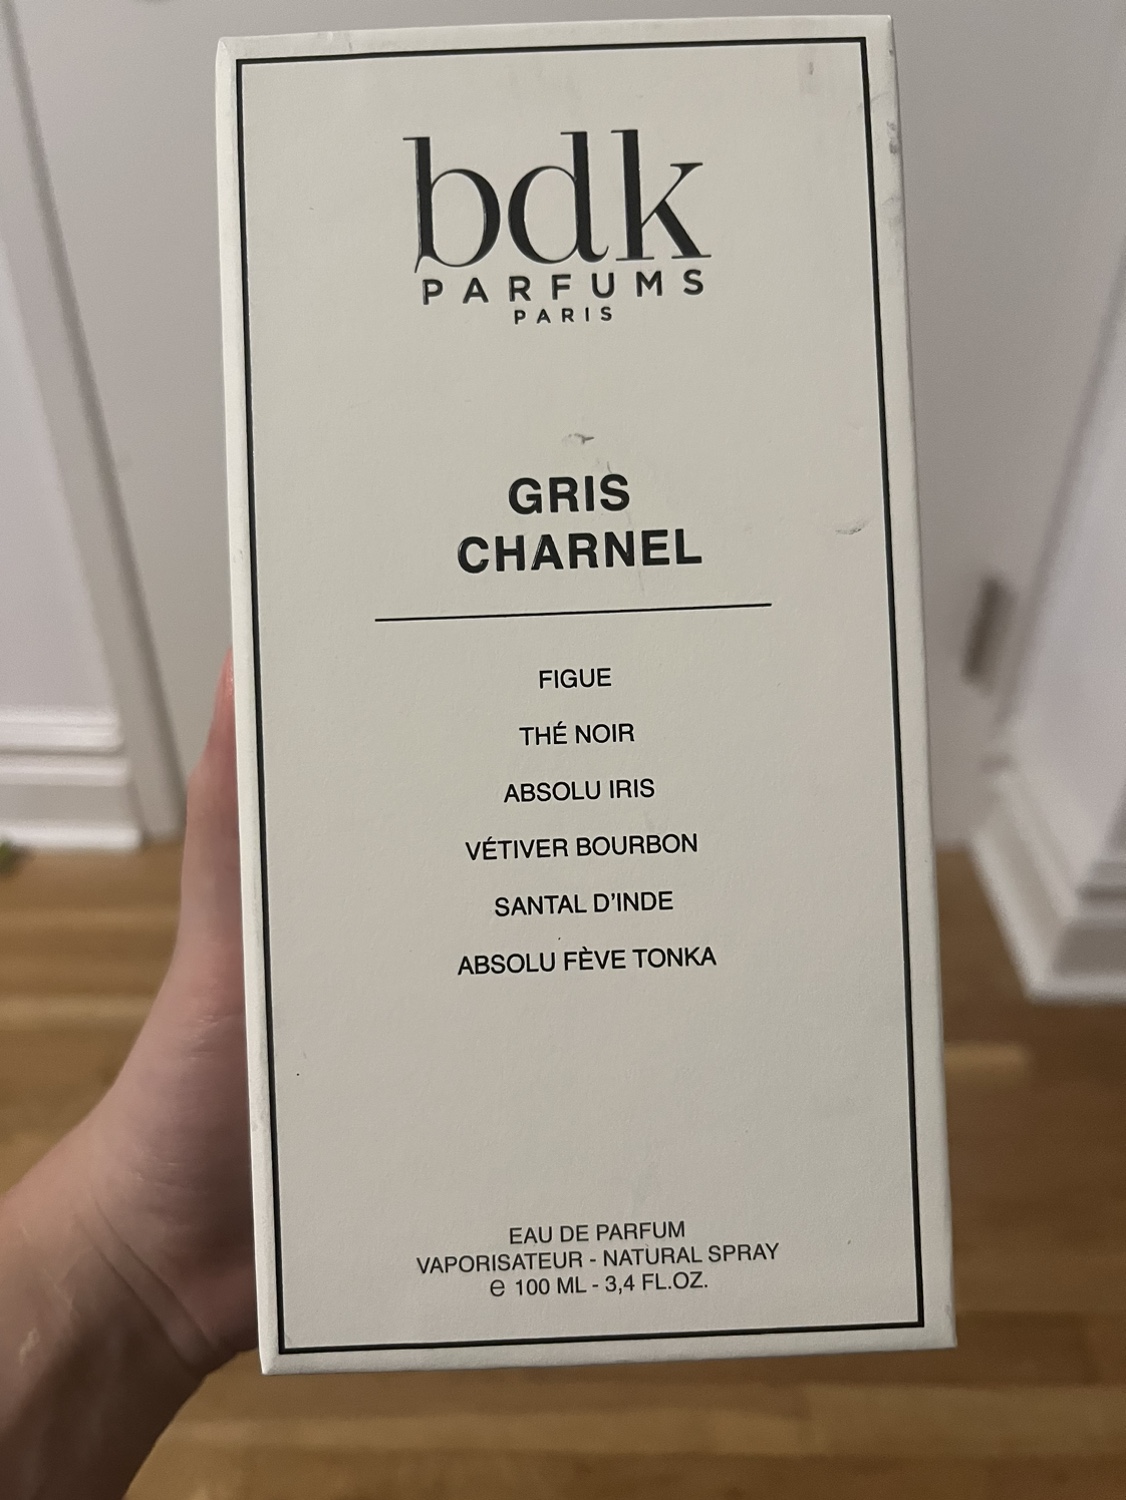 bdk
PARFUMS
PARIS
GRIS
CHARNEL
FIGUE
THÉ NOIR
ABSOLU IRIS
VÉTIVER BOURBON
SANTAL D'INDE
ABSOLU FÈVE TONKA
EAU DE PARFUM
VAPORISATEUR - NATURAL SPRAY
℮ 100 ML - 3,4 FL.OZ.